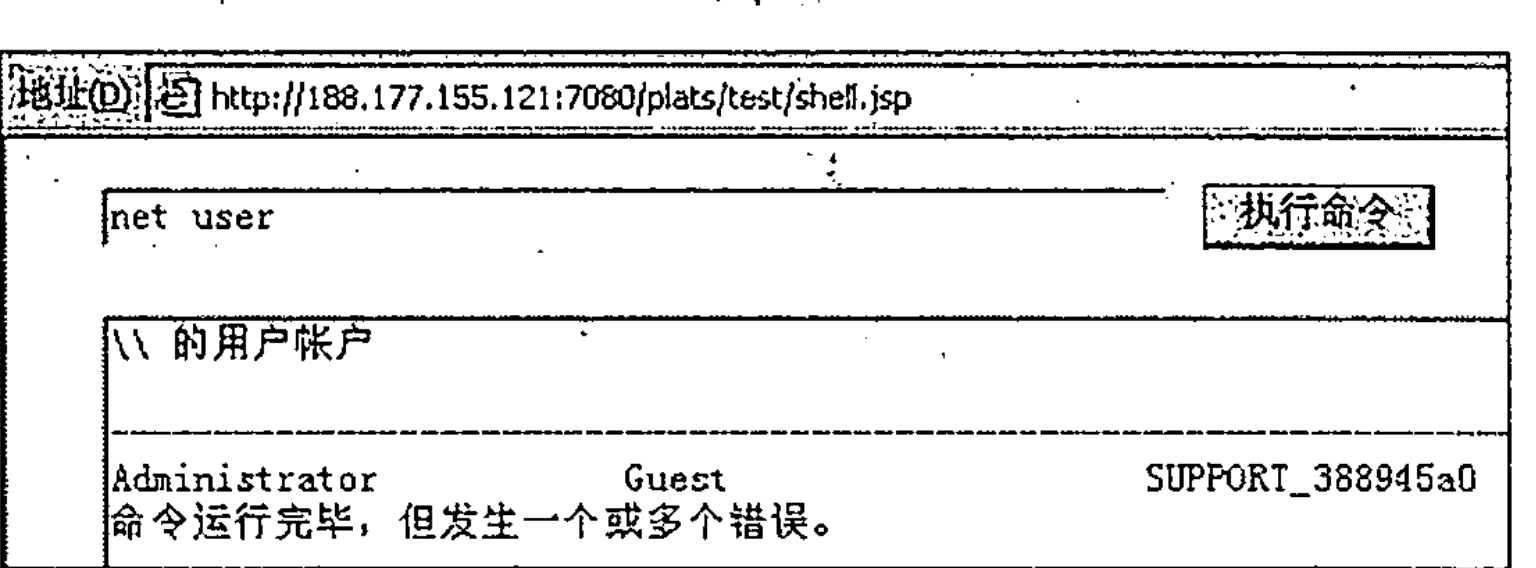 地址(D) http://188.177.155.121:7080/plats/test/shell.jsp
net user 执行命令
\\ 的用户帐户
-------------------------------------------------------------------------------
Administrator Guest SUPPORT_388945a0
命令运行完毕，但发生一个或多个错误。